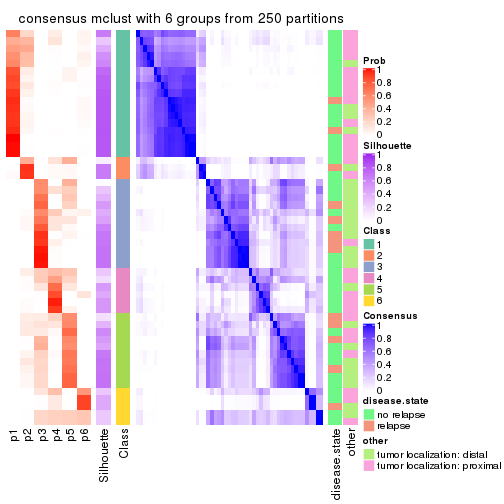 consensus mclust with 6 groups from 250 partitions
p1
p2
p3
p4
p5
p6
Silhouette
Class
disease.state
other
Prob
1
0.8
0.6
0.4
0.2
0
Silhouette
1
0.8
0.6
0.4
0.2
0
Class
1
2
3
4
5
6
Consensus
1
0.8
0.6
0.4
0.2
0
disease.state
no relapse
relapse
other
tumor localization: distal
tumor localization: proximal